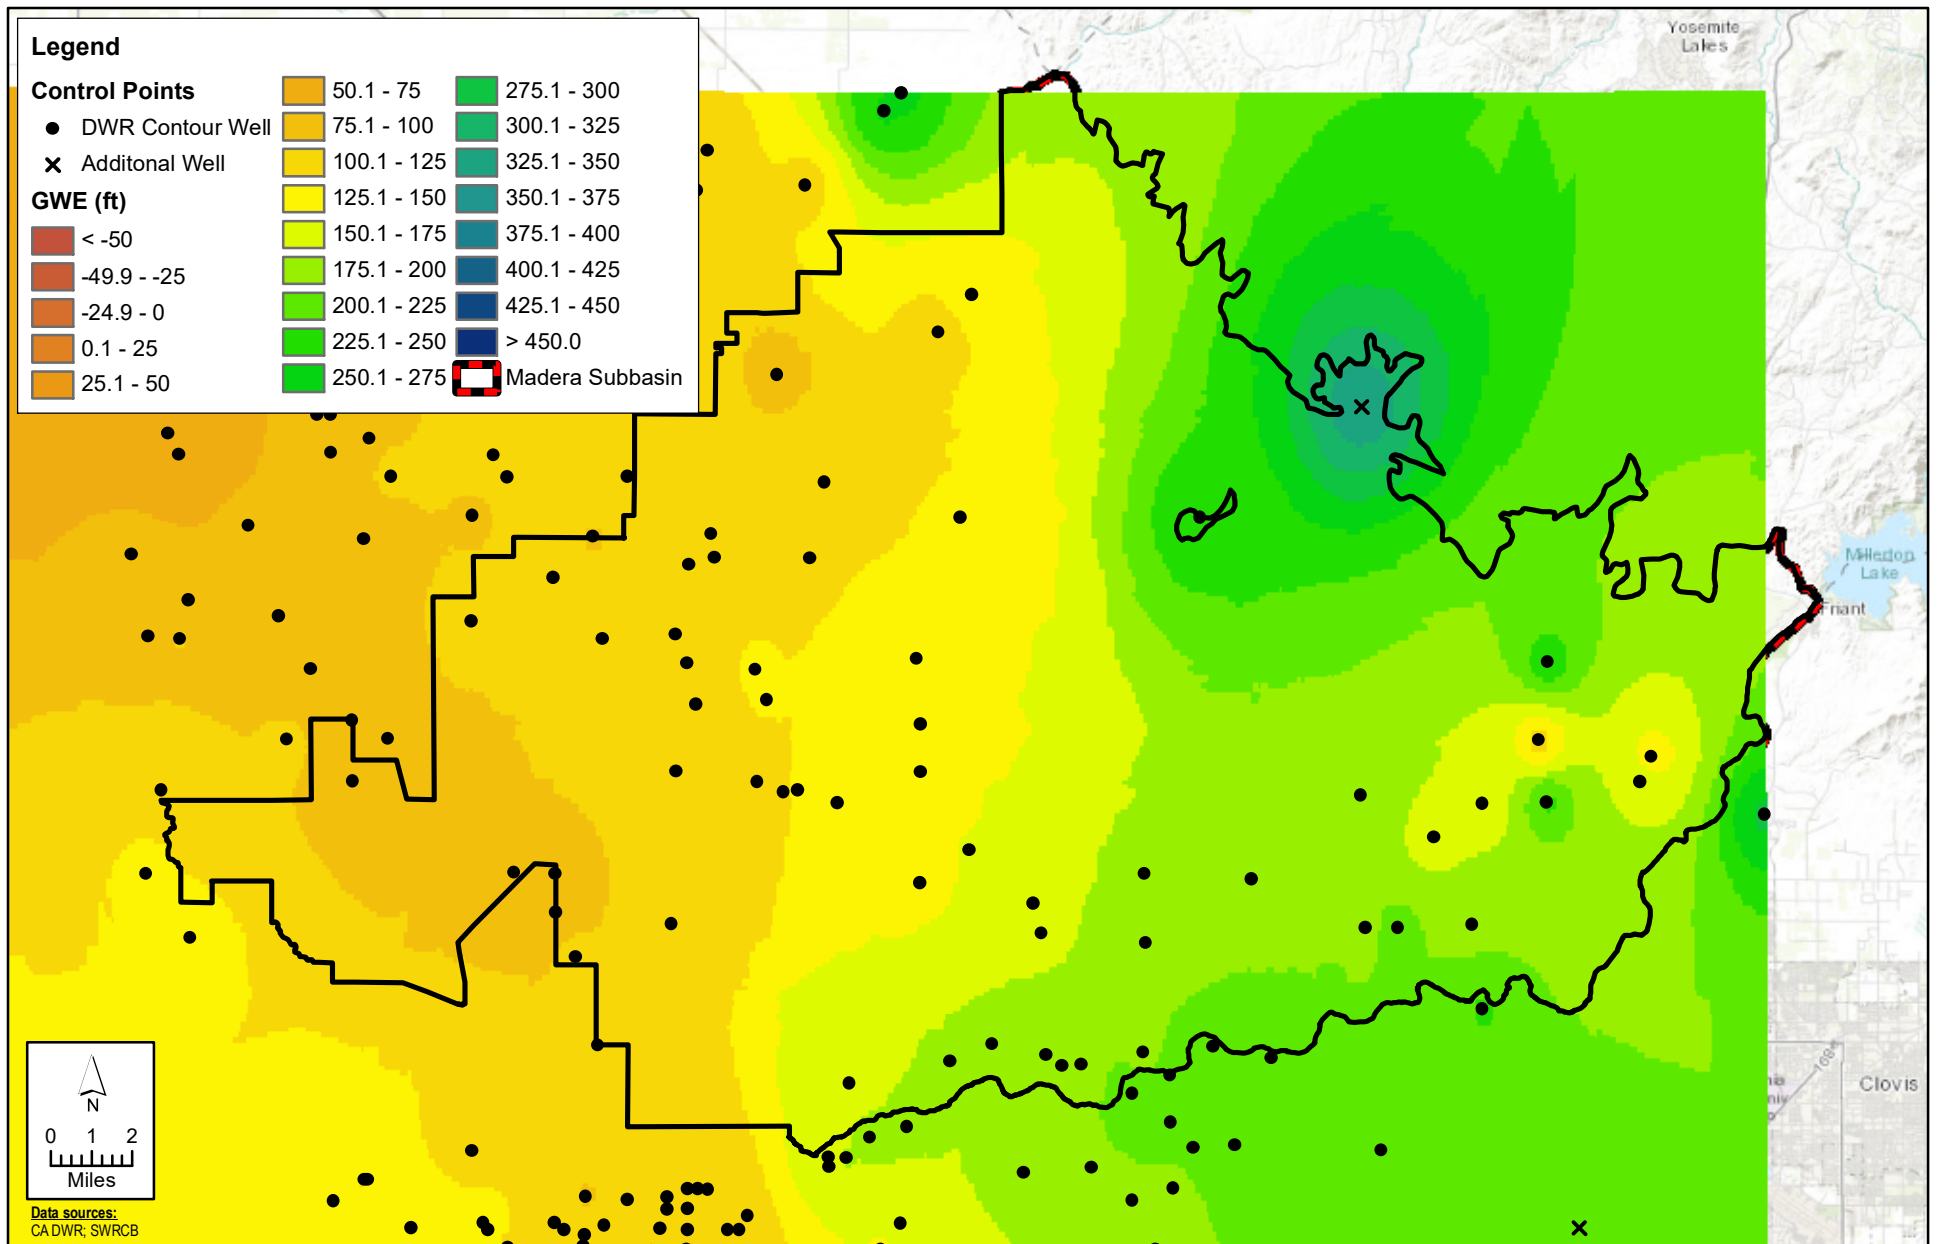 Legend
Control Points
DWR Contour Well
Additonal Well
GWE (ft)
< -50
-49.9 - -25
-24.9 - 0
0.1 - 25
25.1 - 50
50.1 - 75
75.1 - 100
100.1 - 125
125.1 - 150
150.1 - 175
175.1 - 200
200.1 - 225
225.1 - 250
250.1 - 275
275.1 - 300
300.1 - 325
325.1 - 350
350.1 - 375
375.1 - 400
400.1 - 425
425.1 - 450
> 450.0
Madera Subbasin
Yosemite
Lakes
Millerton
Lake
Friant
168
Clovis
N
0 1 2
Miles
Data sources:
CA DWR; SWRCB